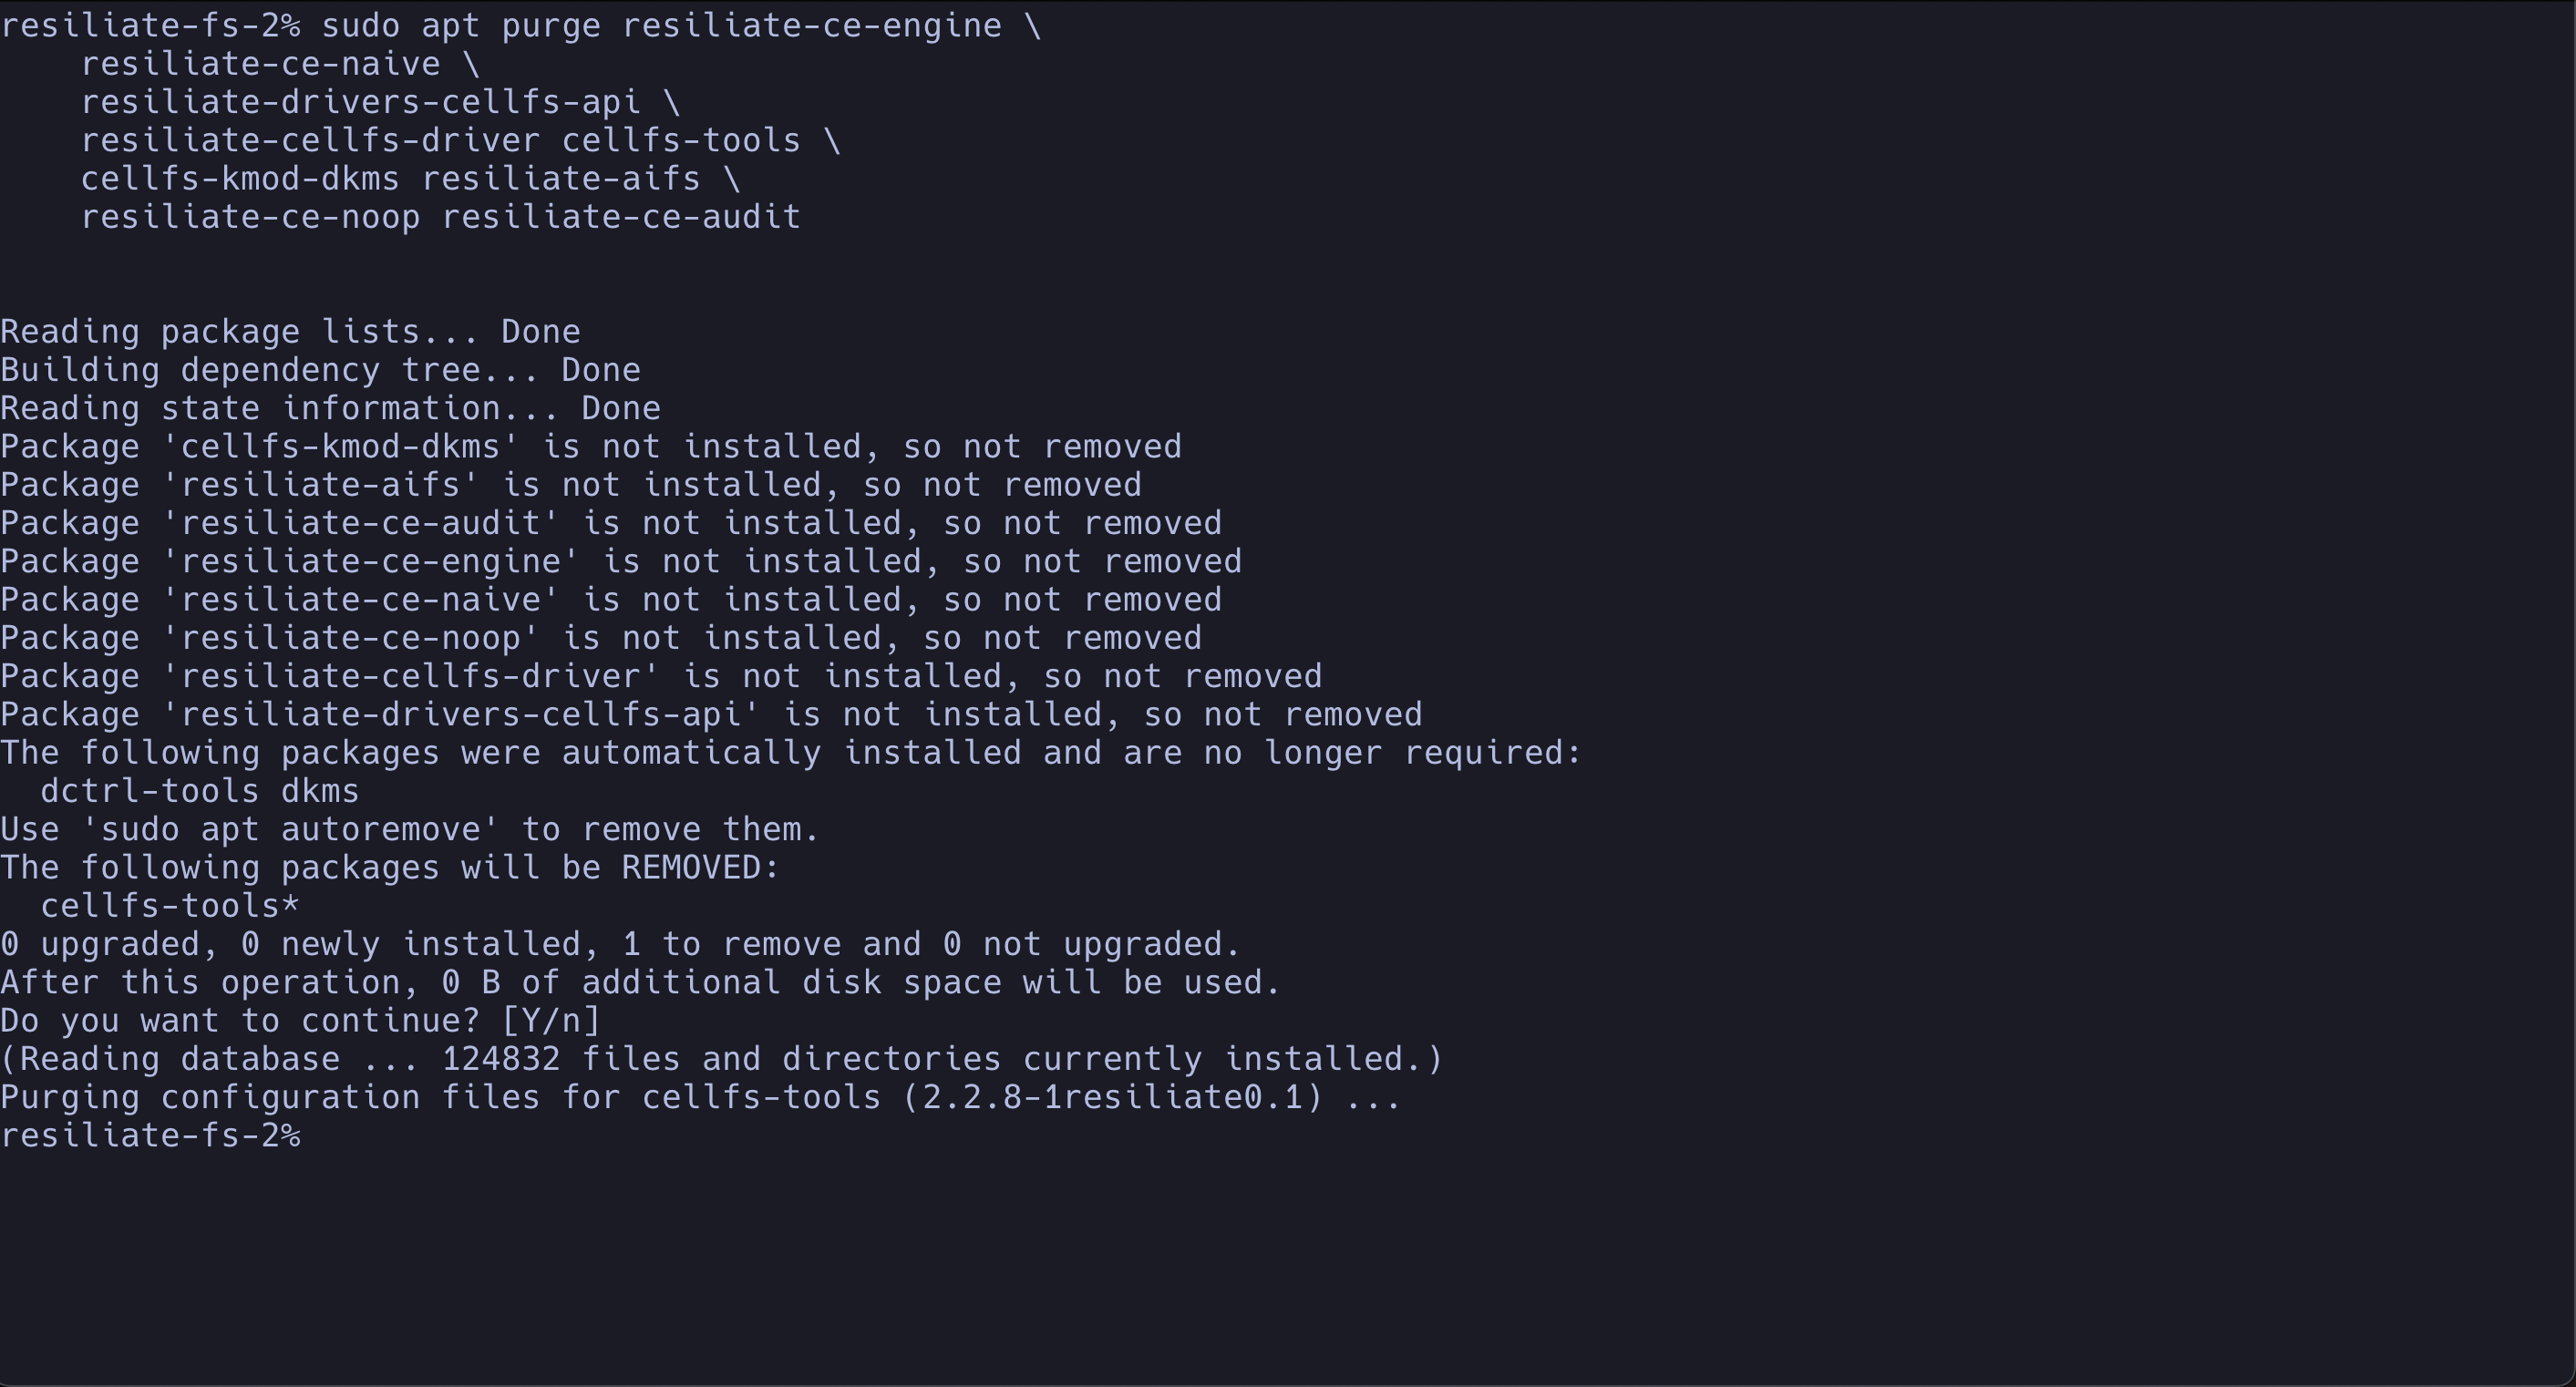 resiliate-fs-2% sudo apt purge resiliate-ce-engine \
    resiliate-ce-naive \
    resiliate-drivers-cellfs-api \
    resiliate-cellfs-driver cellfs-tools \
    cellfs-kmod-dkms resiliate-aifs \
    resiliate-ce-noop resiliate-ce-audit
Reading package lists... Done
Building dependency tree... Done
Reading state information... Done
Package 'cellfs-kmod-dkms' is not installed, so not removed
Package 'resiliate-aifs' is not installed, so not removed
Package 'resiliate-ce-audit' is not installed, so not removed
Package 'resiliate-ce-engine' is not installed, so not removed
Package 'resiliate-ce-naive' is not installed, so not removed
Package 'resiliate-ce-noop' is not installed, so not removed
Package 'resiliate-cellfs-driver' is not installed, so not removed
Package 'resiliate-drivers-cellfs-api' is not installed, so not removed
The following packages were automatically installed and are no longer required:
  dctrl-tools dkms
Use 'sudo apt autoremove' to remove them.
The following packages will be REMOVED:
  cellfs-tools*
0 upgraded, 0 newly installed, 1 to remove and 0 not upgraded.
After this operation, 0 B of additional disk space will be used.
Do you want to continue? [Y/n]
(Reading database ... 124832 files and directories currently installed.)
Purging configuration files for cellfs-tools (2.2.8-1resiliate0.1) ...
resiliate-fs-2%